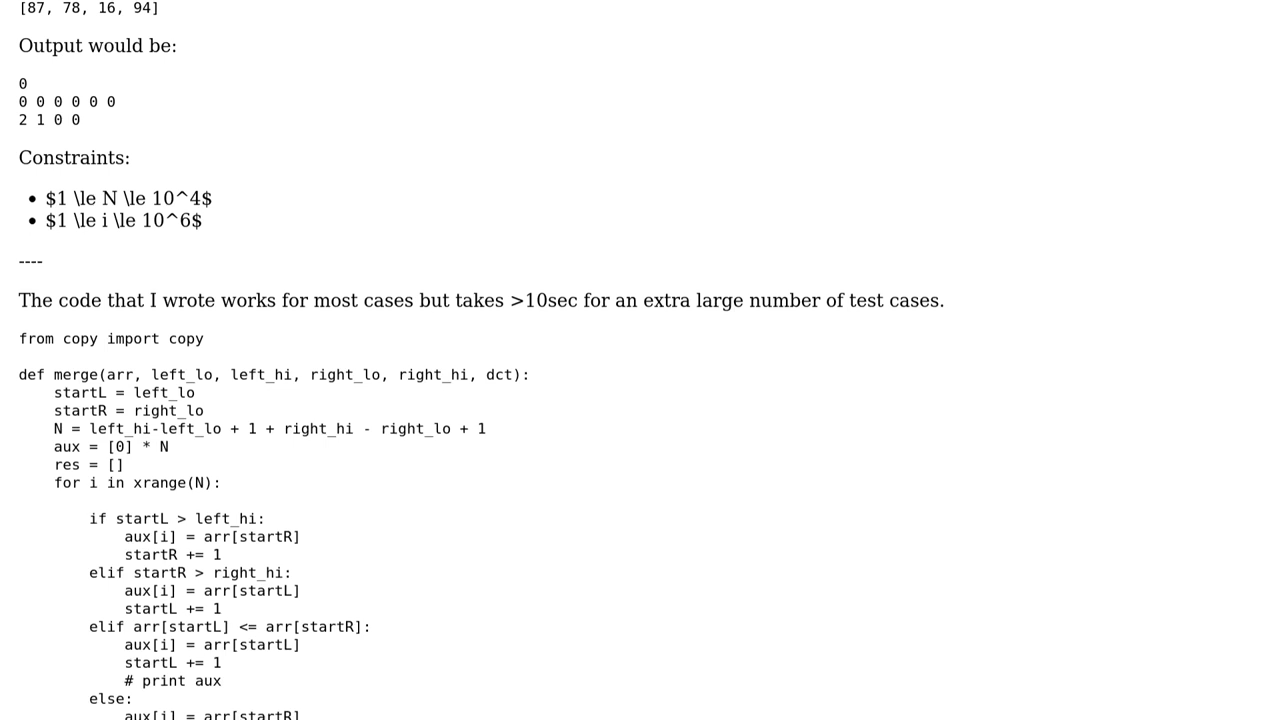 [87, 78, 16, 94]
Output would be:
0
0 0 0 0 0 0
2 1 0 0
Constraints:
• $1 \le N \le 10^4$
• $1 \le i \le 10^6$
----
The code that I wrote works for most cases but takes >10sec for an extra large number of test cases.
from copy import copy
def merge(arr, left_lo, left_hi, right_lo, right_hi, dct):
    startL = left_lo
    startR = right_lo
    N = left_hi-left_lo + 1 + right_hi - right_lo + 1
    aux = [0] * N
    res = []
    for i in xrange(N):
        if startL > left_hi:
            aux[i] = arr[startR]
            startR += 1
        elif startR > right_hi:
            aux[i] = arr[startL]
            startL += 1
        elif arr[startL] <= arr[startR]:
            aux[i] = arr[startL]
            startL += 1
            # print aux
        else:
            aux[i] = arr[startR]